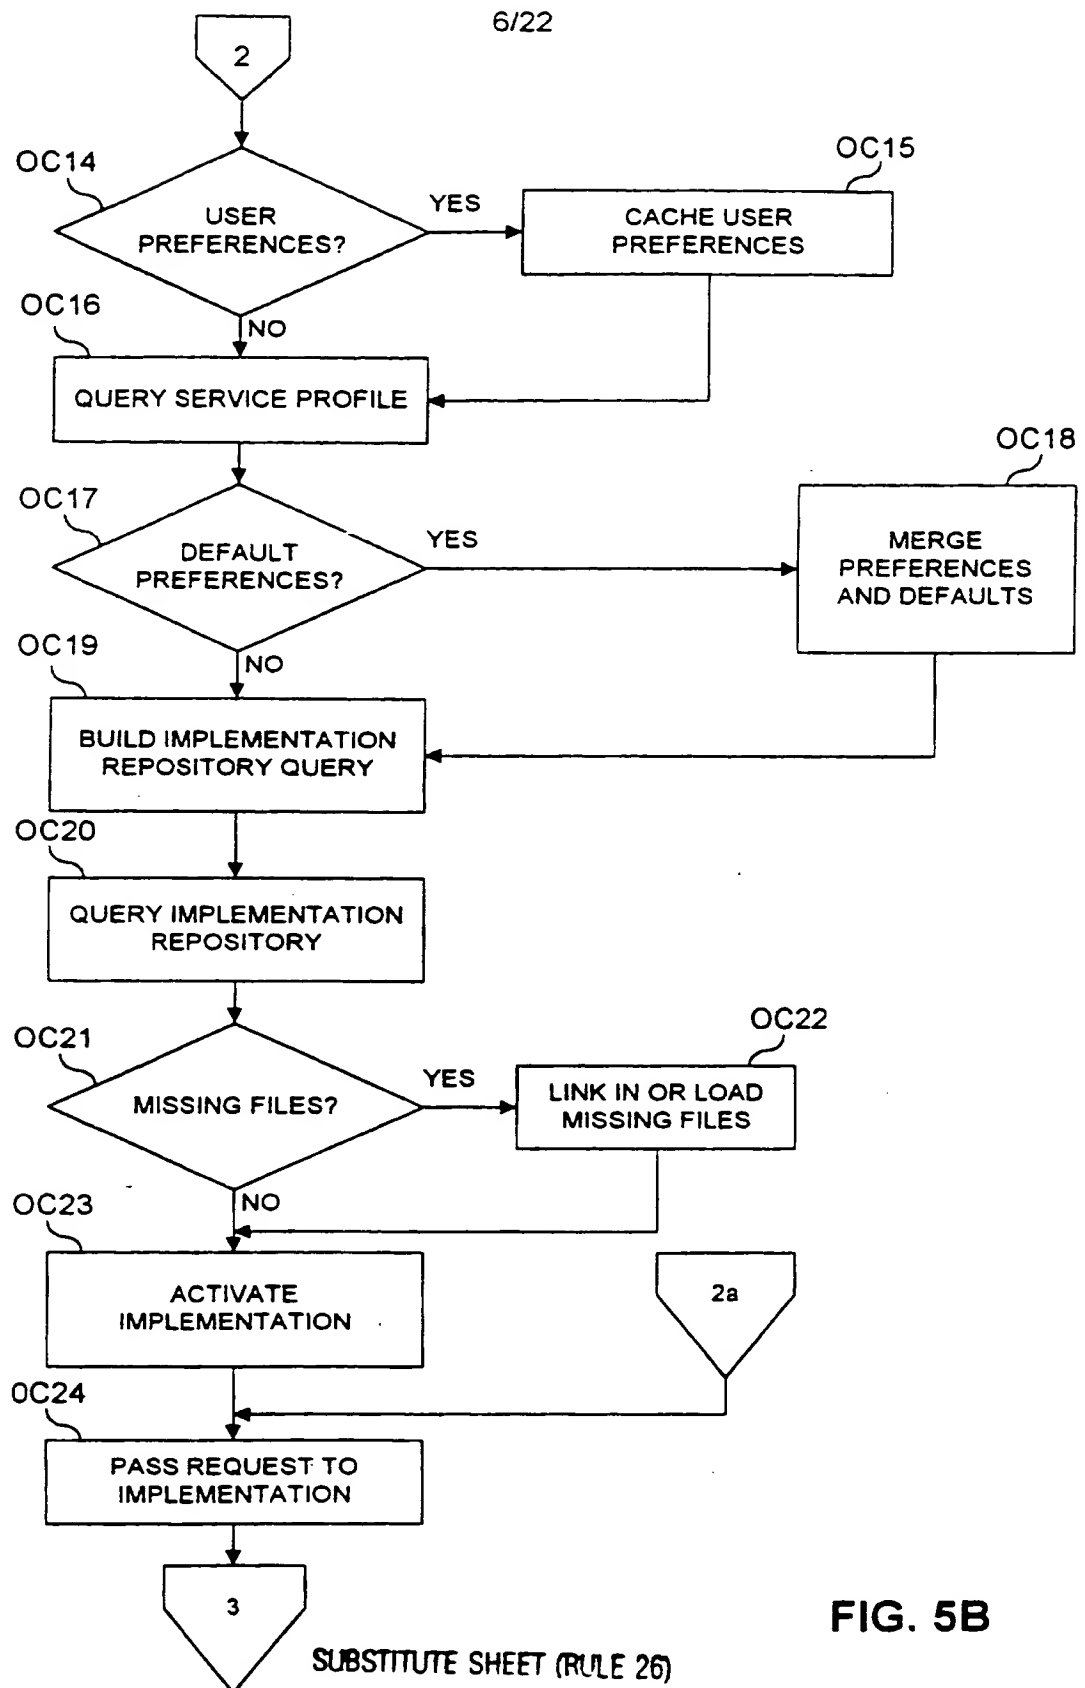 6/22
2
OC14
USER
PREFERENCES?
YES
OC15
CACHE USER
PREFERENCES
NO
OC16
QUERY SERVICE PROFILE
OC17
DEFAULT
PREFERENCES?
YES
OC18
MERGE
PREFERENCES
AND DEFAULTS
NO
OC19
BUILD IMPLEMENTATION
REPOSITORY QUERY
OC20
QUERY IMPLEMENTATION
REPOSITORY
OC21
MISSING FILES?
YES
OC22
LINK IN OR LOAD
MISSING FILES
NO
OC23
ACTIVATE
IMPLEMENTATION
2a
OC24
PASS REQUEST TO
IMPLEMENTATION
3
FIG. 5B
SUBSTITUTE SHEET (RULE 26)